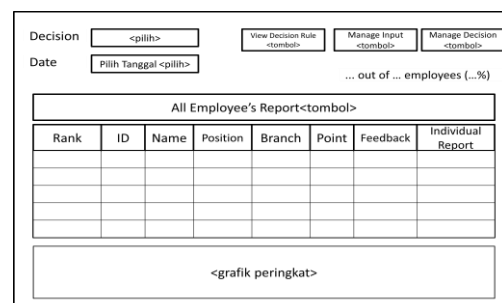 Decision
<pilih>
View Decision Rule
<tombol>
Manage Input
<tombol>
Manage Decision
<tombol>
Date
Pilih Tanggal <pilih>
... out of ... employees (...%)
All Employee's Report<tombol>
Rank ID Name Position Branch Point Feedback Individual
Report
<grafik peringkat>